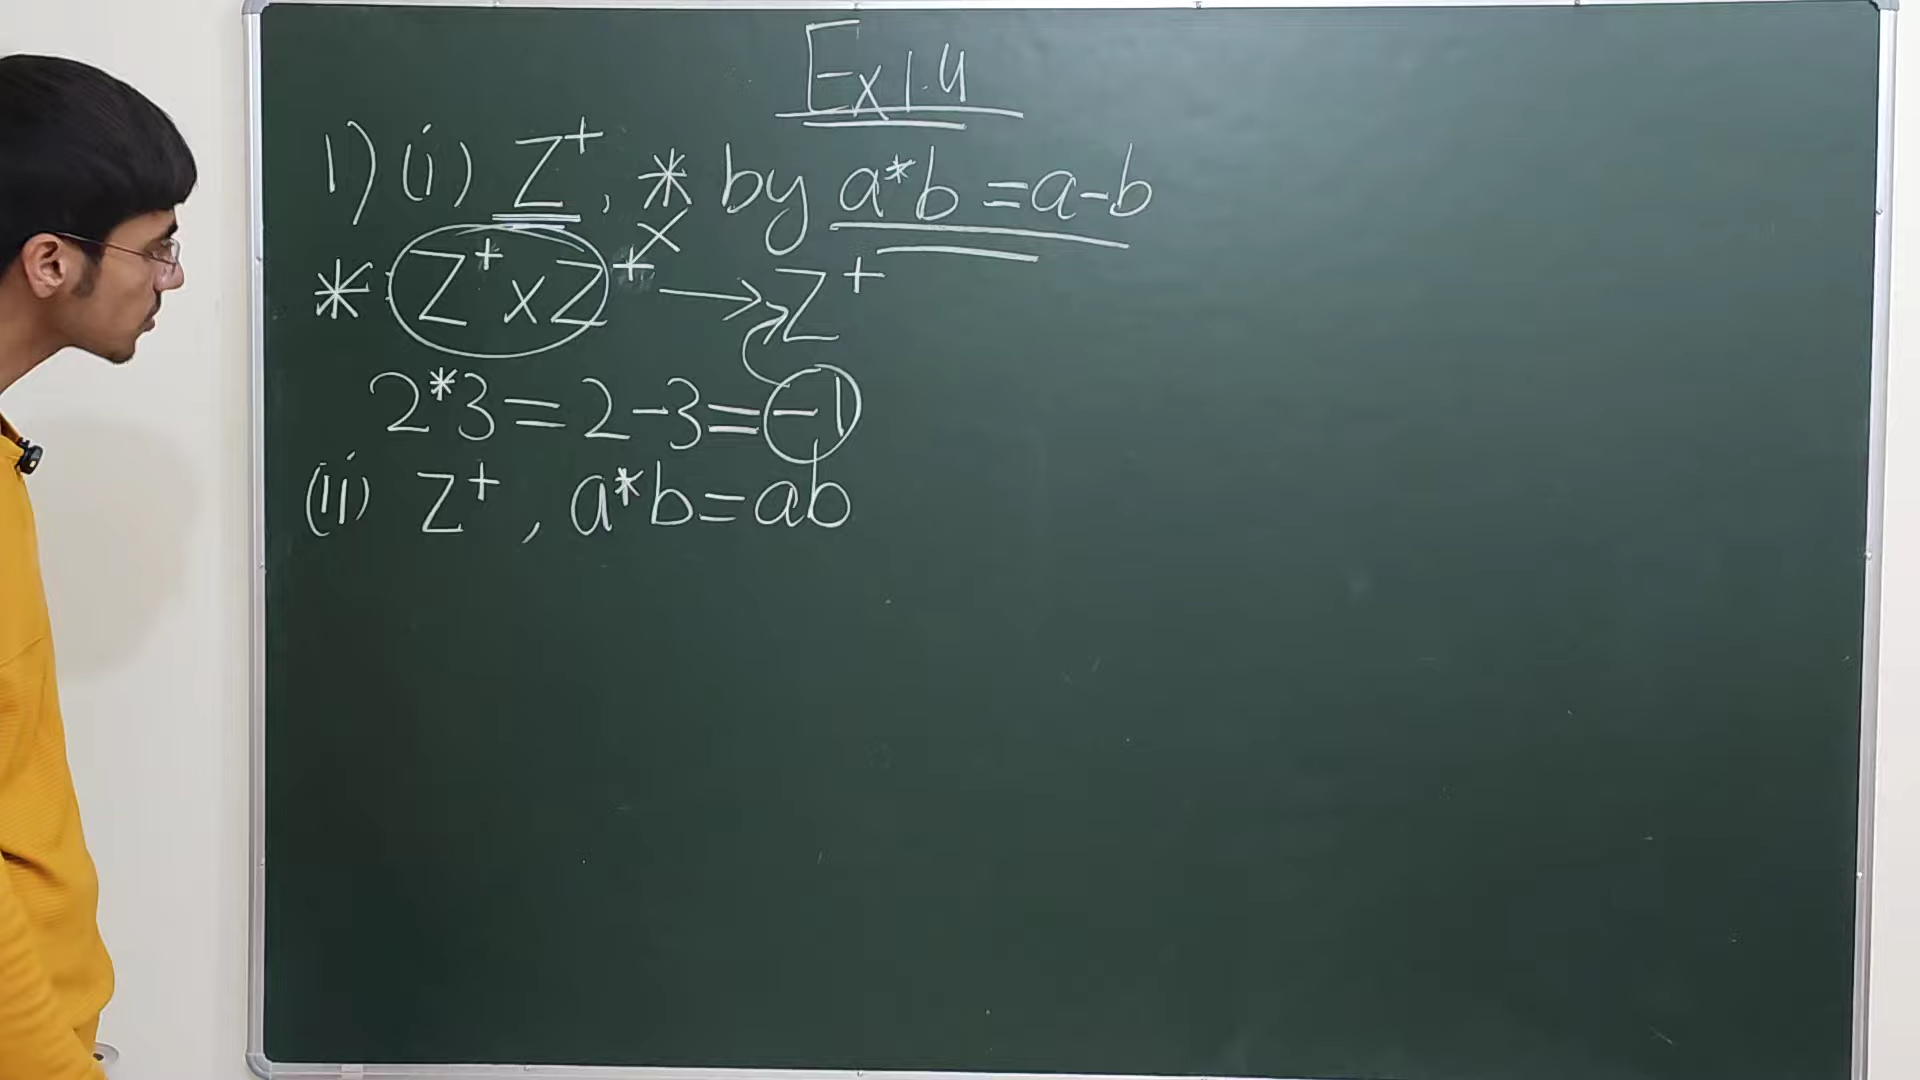 Ex 1.4
1) (i) Z⁺, * by a*b = a-b
* : Z⁺ x Z⁺ → Z⁺
2*3 = 2-3 = -1
(ii) Z⁺, a*b = ab